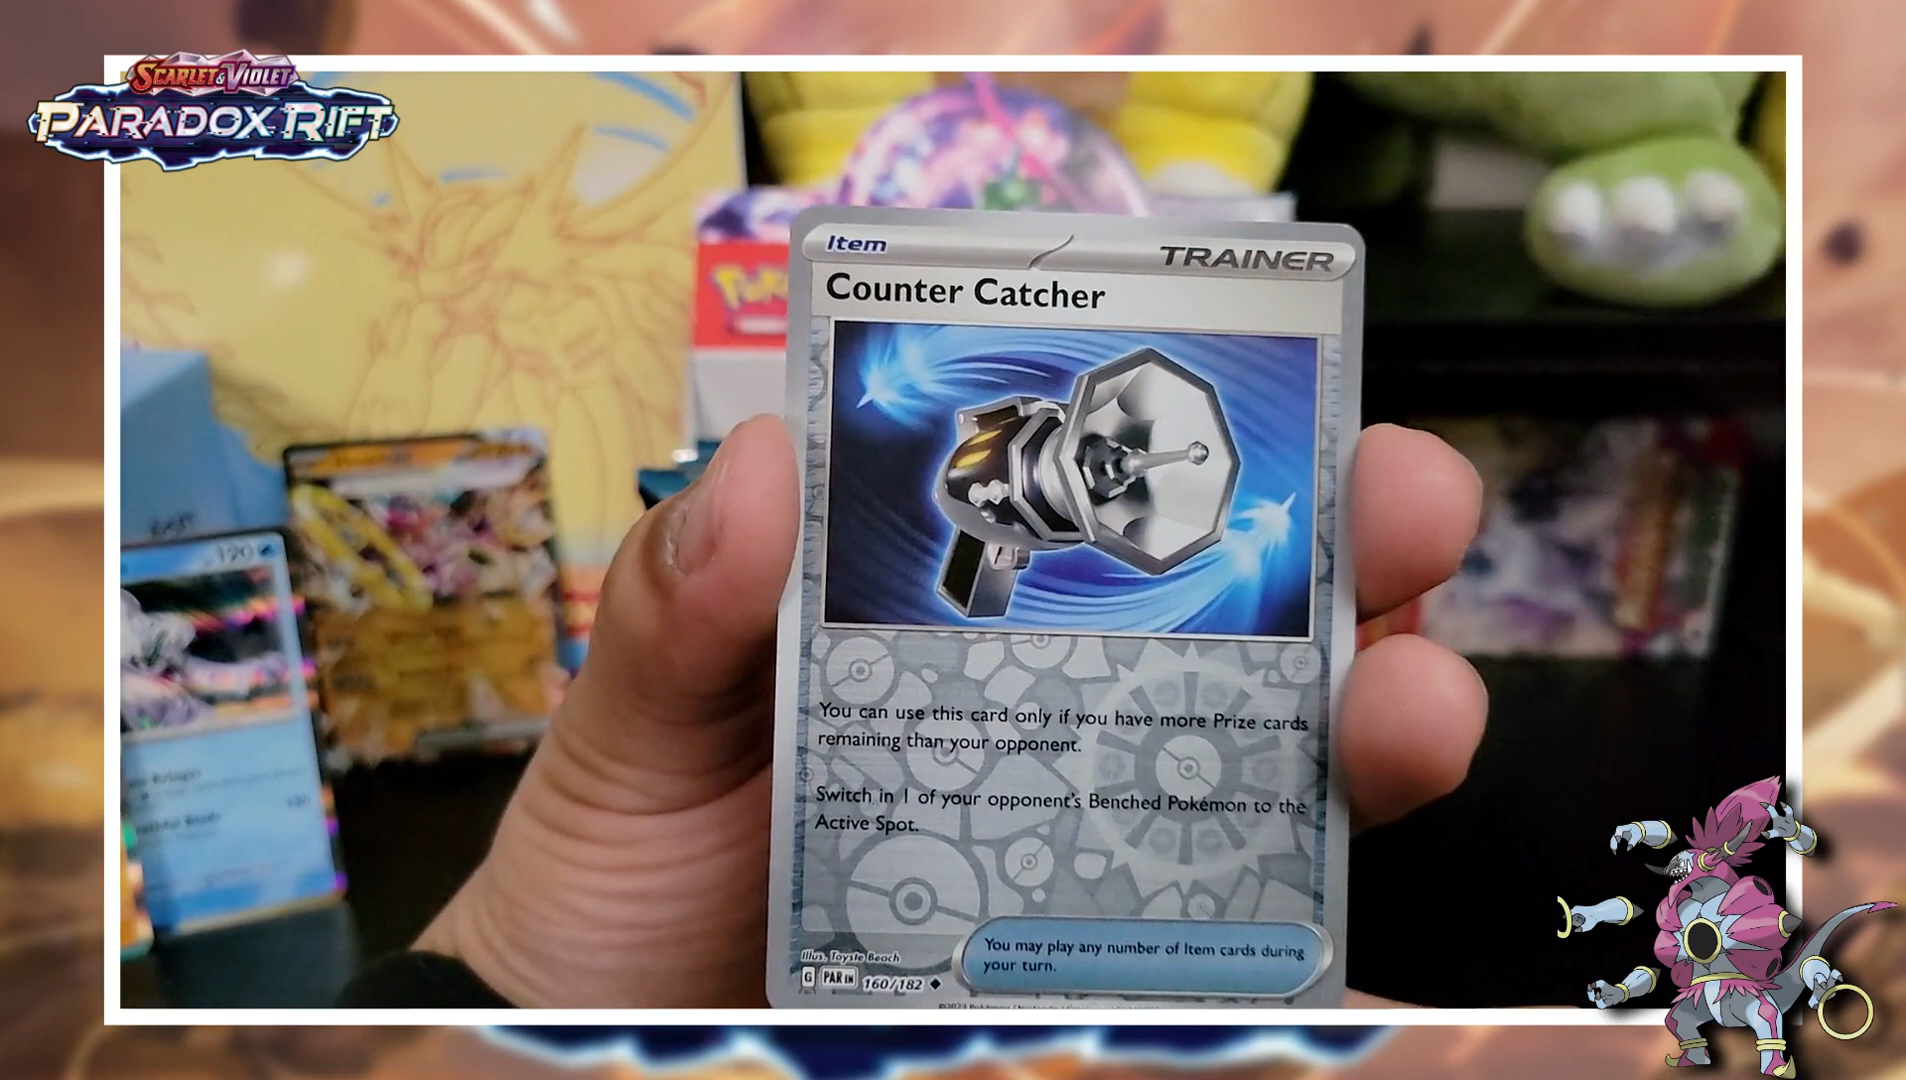 SCARLET & VIOLET
PARADOX RIFT
Item
TRAINER
Counter Catcher
120
You can use this card only if you have more Prize cards
remaining than your opponent.
Switch in 1 of your opponent's Benched Pokémon to the
Active Spot.
You may play any number of Item cards during
your turn.
Illus. Toyste Beach
G PAR EN 160/182